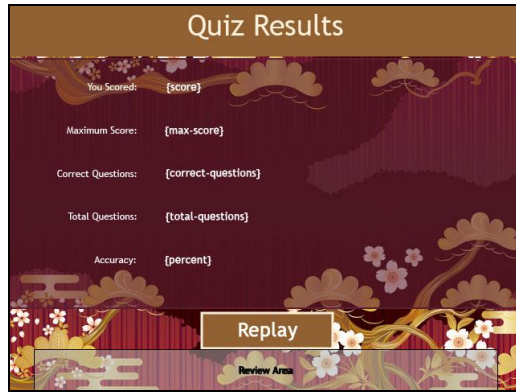 Quiz Results
You Scored: {score}
Maximum Score: {max-score}
Correct Questions: {correct-questions}
Total Questions: {total-questions}
Accuracy: {percent}
Replay
Review Area